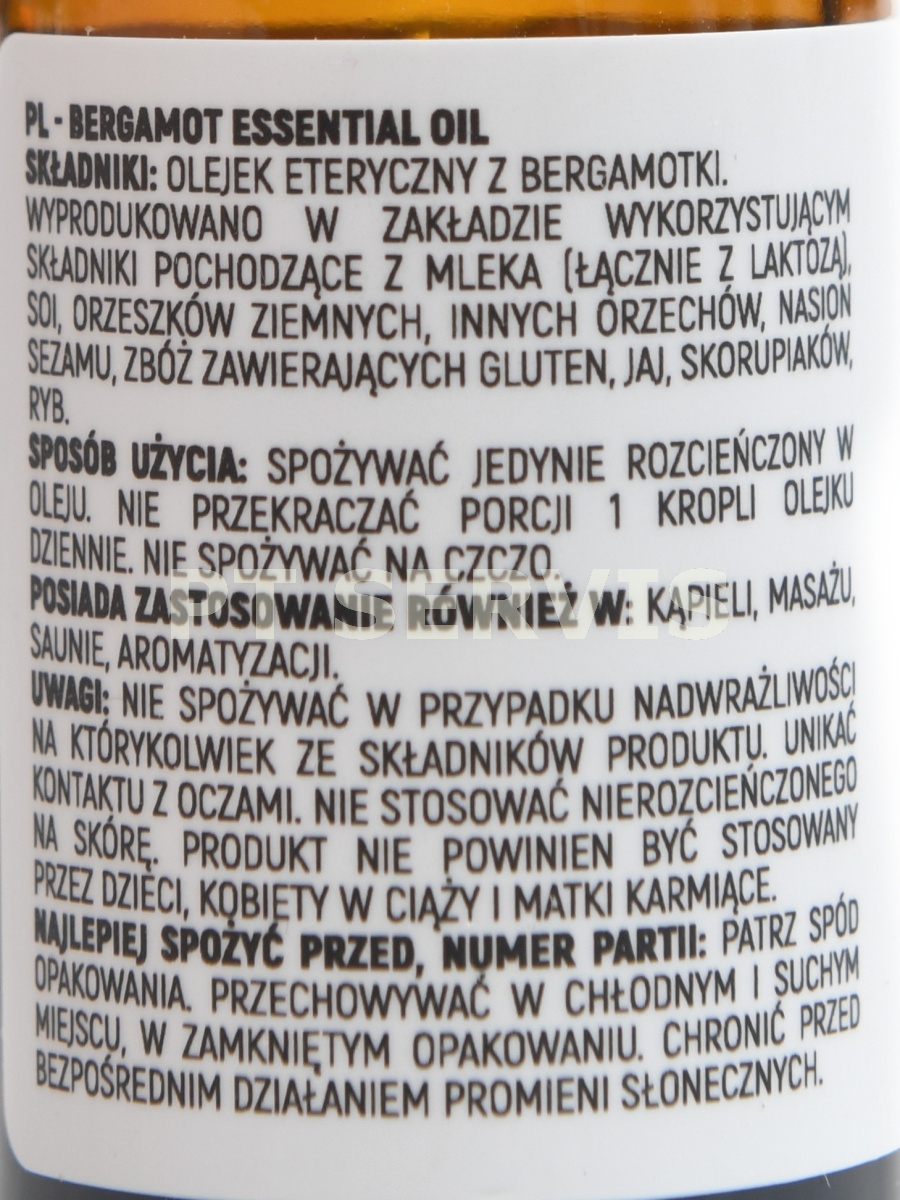 PL - BERGAMOT ESSENTIAL OIL
SKŁADNIKI: OLEJEK ETERYCZNY Z BERGAMOTKI.
WYPRODUKOWANO W ZAKŁADZIE WYKORZYSTUJĄCYM
SKŁADNIKI POCHODZĄCE Z MLEKA (ŁĄCZNIE Z LAKTOZĄ),
SOI, ORZESZKÓW ZIEMNYCH, INNYCH ORZECHÓW, NASION
SEZAMU, ZBÓŻ ZAWIERAJĄCYCH GLUTEN, JAJ, SKORUPIAKÓW,
RYB.
SPOSÓB UŻYCIA: SPOŻYWAĆ JEDYNIE ROZCIEŃCZONY W
OLEJU. NIE PRZEKRACZAĆ PORCJI 1 KROPLI OLEJKU
DZIENNIE. NIE SPOŻYWAĆ NA CZCZO.
PT SERVIS
POSIADA ZASTOSOWANIE RÓWNIEŻ W: KĄPIELI, MASAŻU,
SAUNIE, AROMATYZACJI.
UWAGI: NIE SPOŻYWAĆ W PRZYPADKU NADWRAŻLIWOŚCI
NA KTÓRYKOLWIEK ZE SKŁADNIKÓW PRODUKTU. UNIKAĆ
KONTAKTU Z OCZAMI. NIE STOSOWAĆ NIEROZCIEŃCZONEGO
NA SKÓRĘ. PRODUKT NIE POWINIEN BYĆ STOSOWANY
PRZEZ DZIECI, KOBIETY W CIĄŻY I MATKI KARMIĄCE.
NAJLEPIEJ SPOŻYĆ PRZED, NUMER PARTII: PATRZ SPÓD
OPAKOWANIA. PRZECHOWYWAĆ W CHŁODNYM I SUCHYM
MIEJSCU, W ZAMKNIĘTYM OPAKOWANIU. CHRONIĆ PRZED
BEZPOŚREDNIM DZIAŁANIEM PROMIENI SŁONECZNYCH.